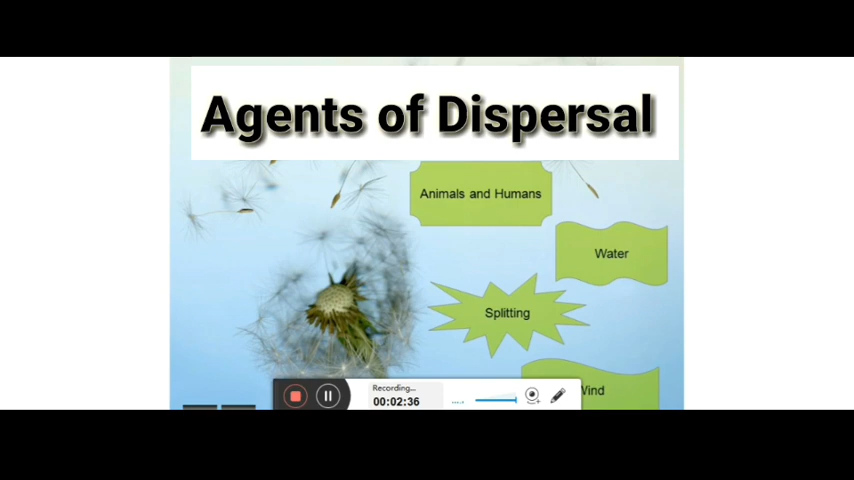 Agents of Dispersal
Animals and Humans
Water
Splitting
Wind
Recording...
00:02:36